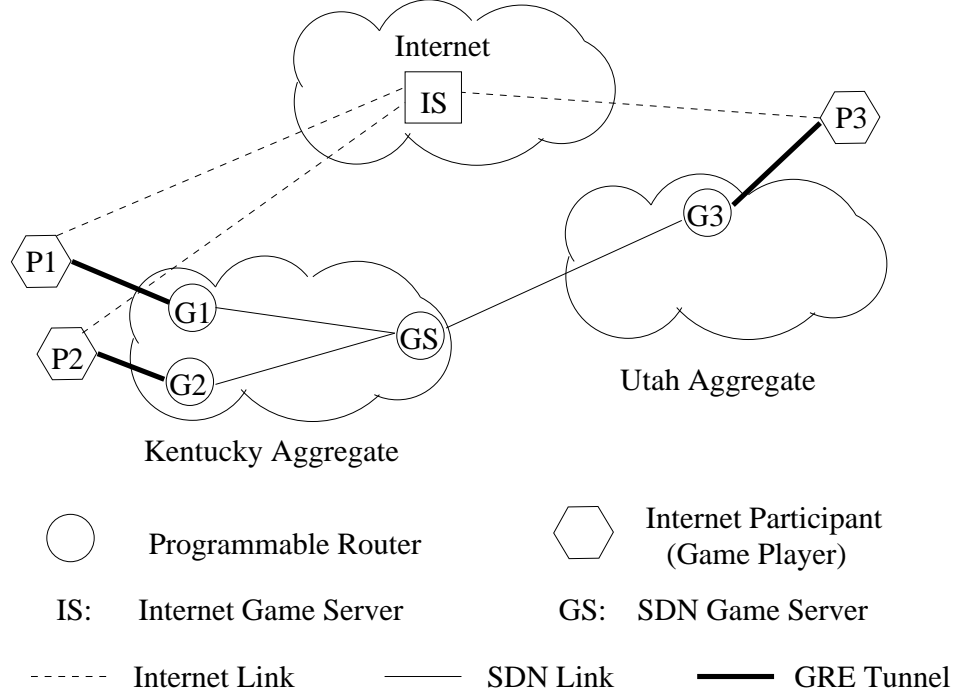 Internet
IS
P3
G3
P1
G1
GS
P2
G2
Utah Aggregate
Kentucky Aggregate
Programmable Router
Internet Participant
(Game Player)
IS: Internet Game Server
GS: SDN Game Server
Internet Link
SDN Link
GRE Tunnel